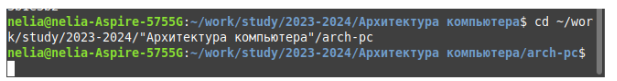 nelia@nelia-Aspire-5755G:~/work/study/2023-2024/Архитектура компьютера$ cd ~/wor
k/study/2023-2024/"Архитектура компьютера"/arch-pc
nelia@nelia-Aspire-5755G:~/work/study/2023-2024/Архитектура компьютера/arch-pc$